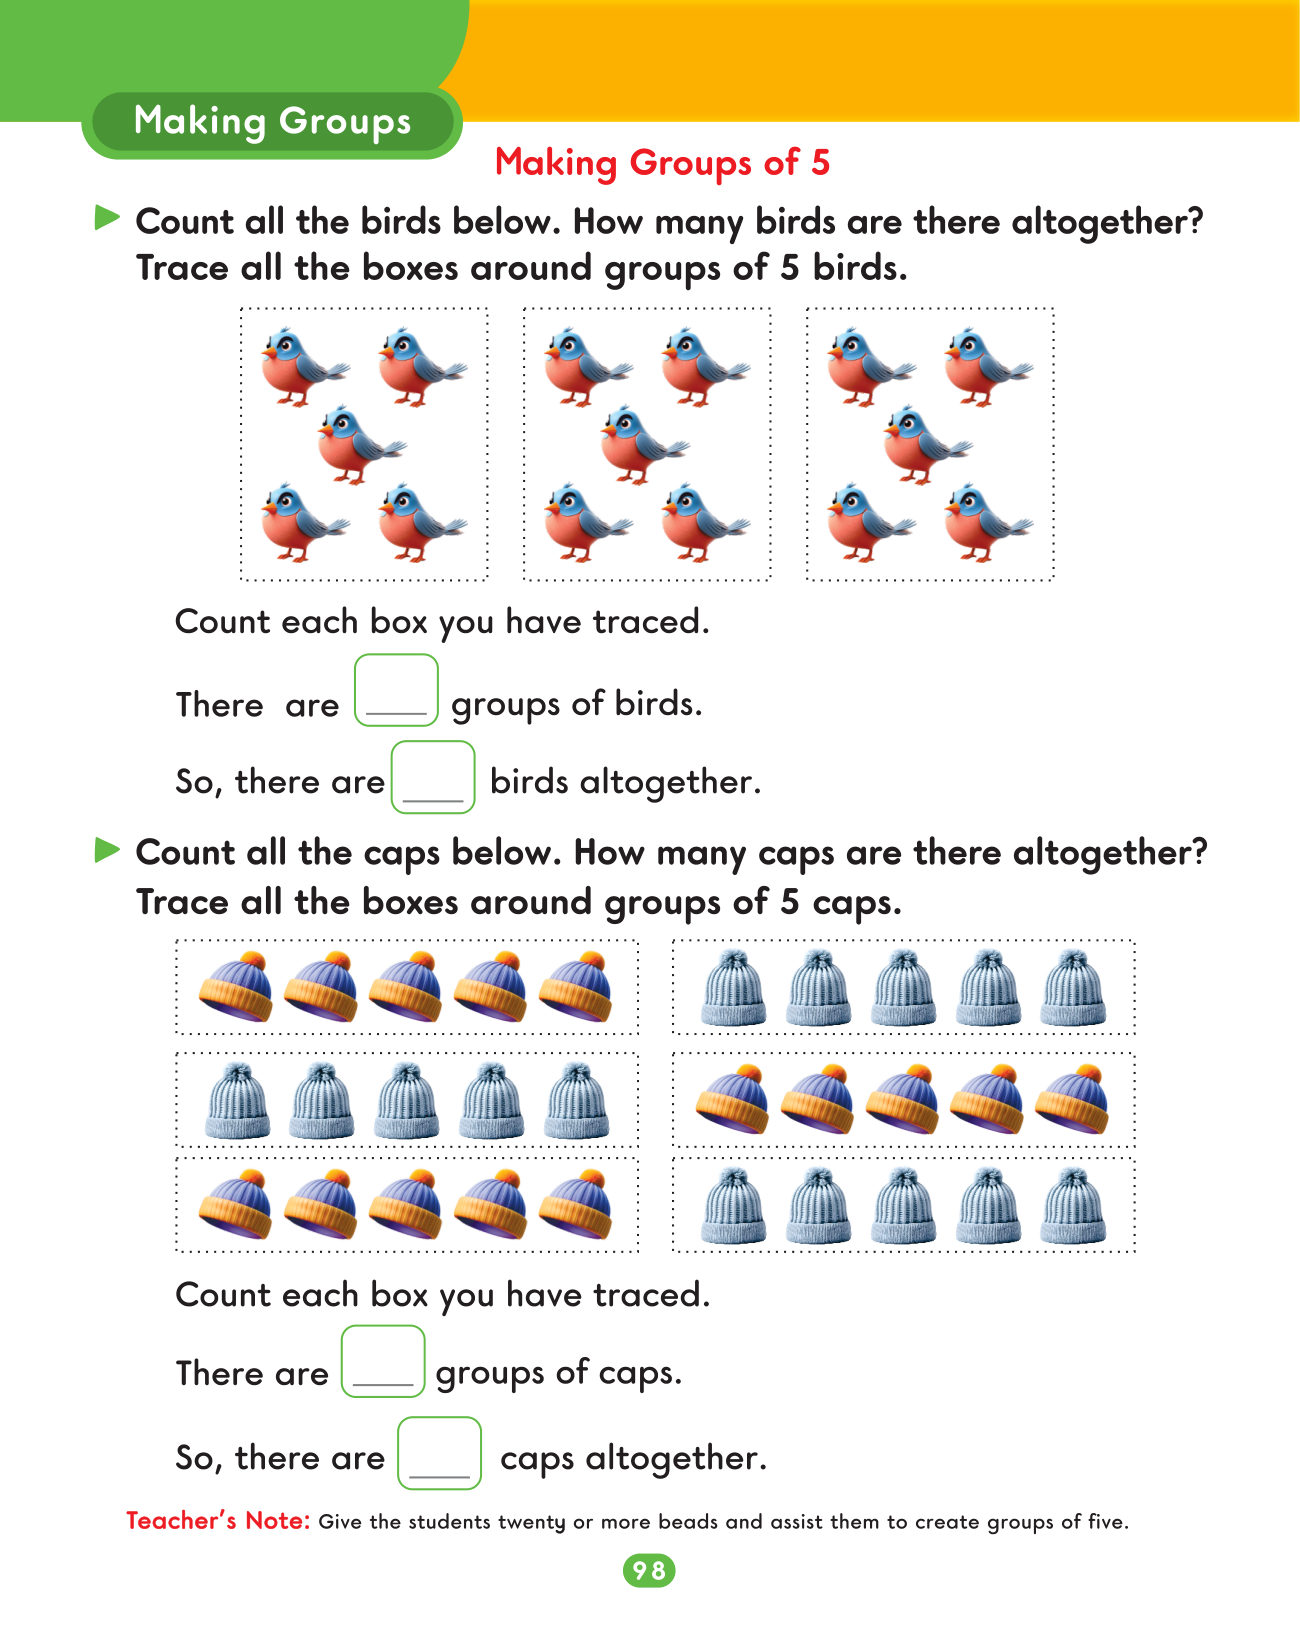 Making Groups
Making Groups of 5
Count all the birds below. How many birds are there altogether?
Trace all the boxes around groups of 5 birds.
Count each box you have traced.
There are ___ groups of birds.
So, there are ___ birds altogether.
Count all the caps below. How many caps are there altogether?
Trace all the boxes around groups of 5 caps.
Count each box you have traced.
There are ___ groups of caps.
So, there are ___ caps altogether.
Teacher's Note: Give the students twenty or more beads and assist them to create groups of five.
98